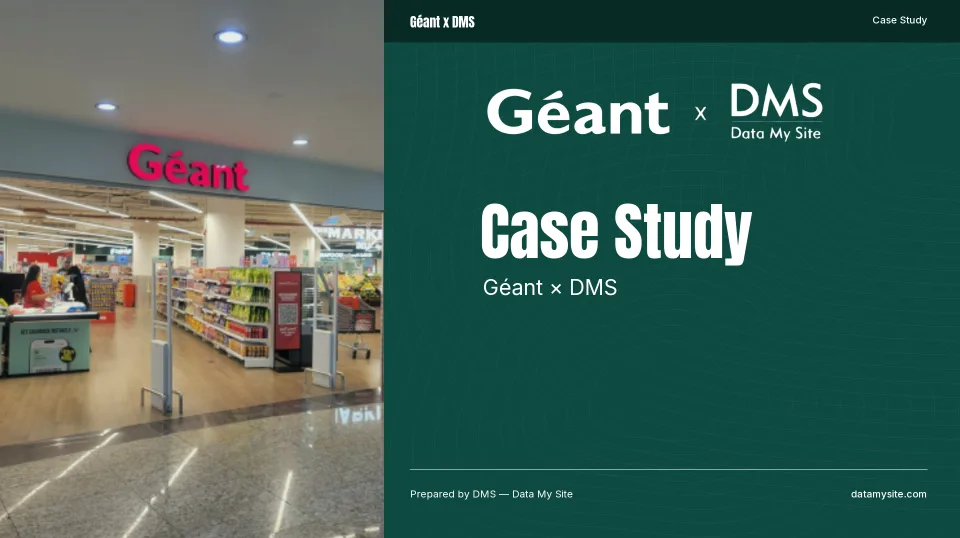 Géant x DMS
Case Study
Géant x DMS
Data My Site
Case Study
Géant × DMS
Prepared by DMS — Data My Site
datamysite.com
Géant
MARK